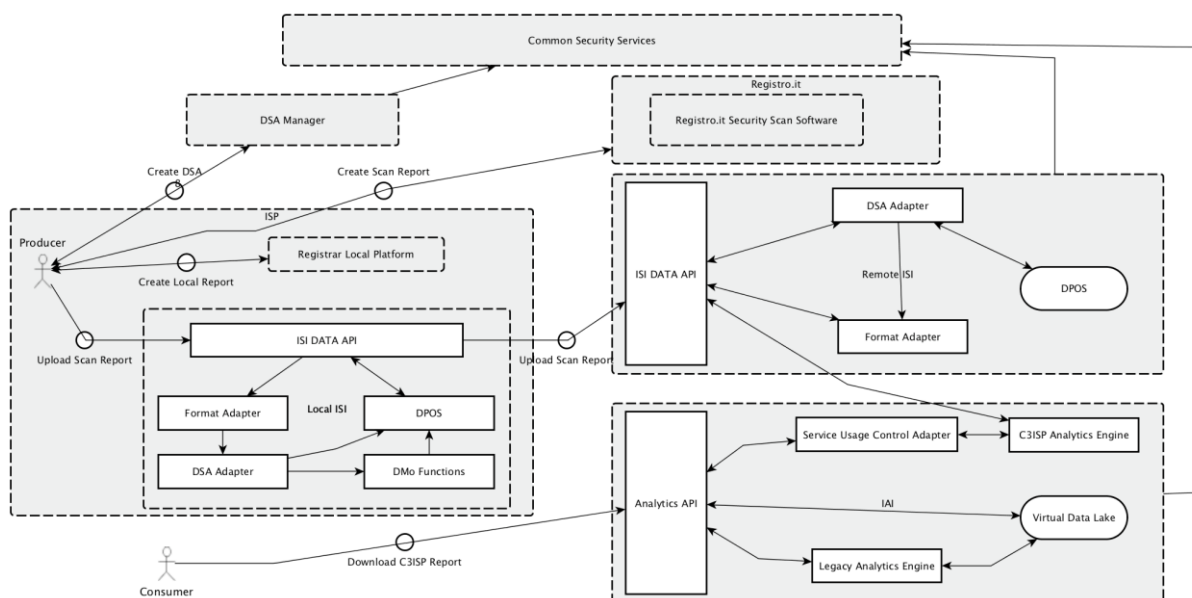 Common Security Services
Registro.it
DSA Manager
Registro.it Security Scan Software
Create DSA
Create Scan Report
ISP
Producer
Registrar Local Platform
Create Local Report
DSA Adapter
ISI DATA API
Remote ISI
DPOS
ISI DATA API
Format Adapter
Upload Scan Report
Upload Scan Report
Format Adapter
Local ISI
DPOS
DSA Adapter
DMo Functions
Service Usage Control Adapter
C3ISP Analytics Engine
Analytics API
IAI
Virtual Data Lake
Download C3ISP Report
Legacy Analytics Engine
Consumer